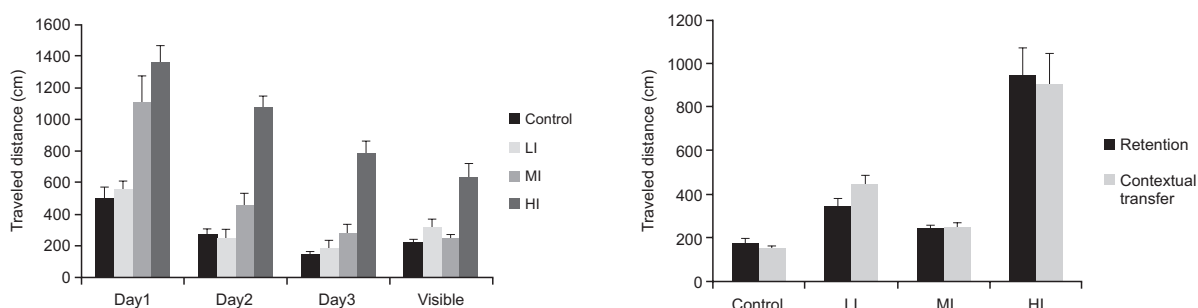 1600
1400
1200
1000
800
600
400
200
0
Traveled distance (cm)
Day1 Day2 Day3 Visible
Control
LI
MI
HI
1200
1000
800
600
400
200
0
Traveled distance (cm)
Control LI MI HI
Retention
Contextual
transfer